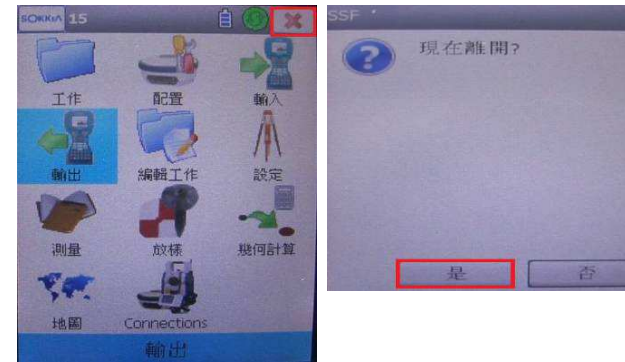 SOKKIA 15
工作
配置
輸入
輸出
編輯工作
設定
測量
放樣
幾何計算
地圖
Connections
輸出
SSF
現在離開?
是
否